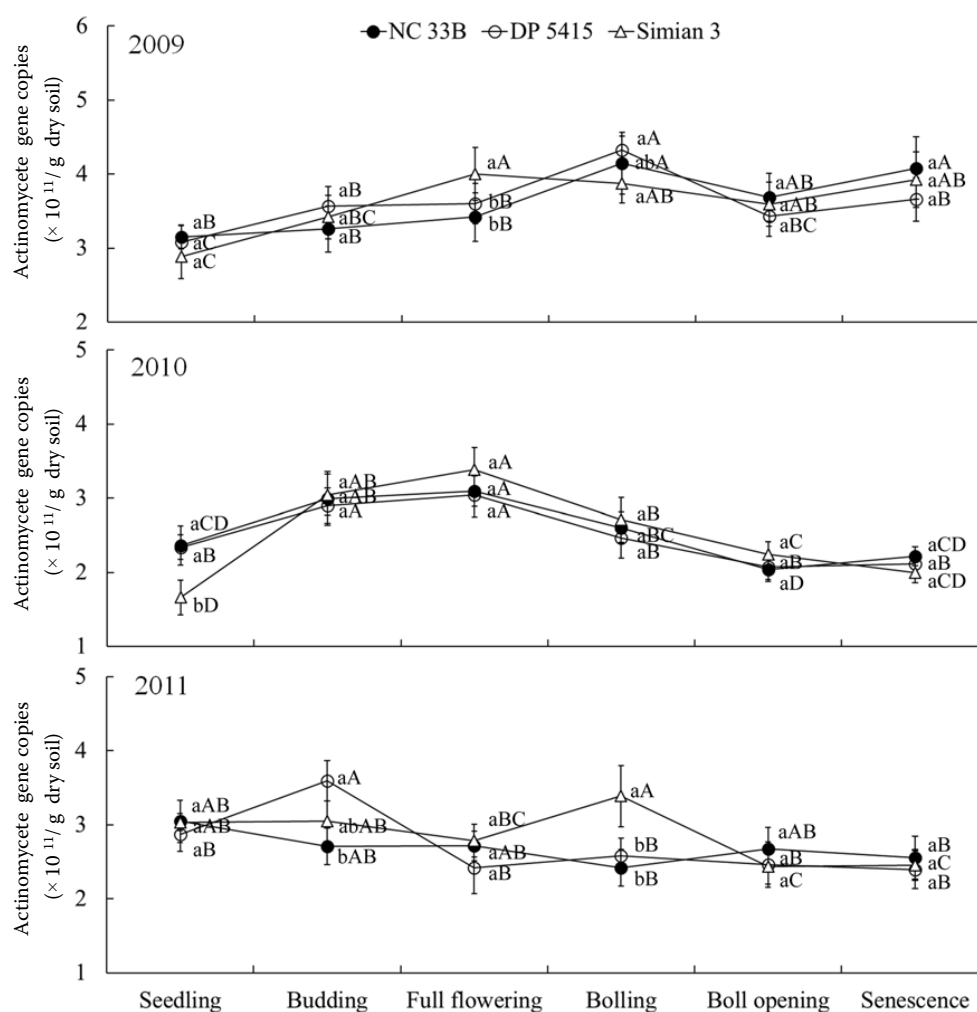 NC 33B DP 5415 Simian 3
2009
Actinomycete gene copies
(× 10 11/ g dry soil)
6
5
4
3
2
aB
aC
aC
aB
aBC
aB
aA
bB
bB
aA
abA
aAB
aAB
aAB
aBC
aA
aAB
aB
2010
Actinomycete gene copies
(× 10 11/ g dry soil)
5
4
3
2
1
aCD
aB
bD
aAB
aAB
aA
aA
aA
aA
aB
aBC
aB
aC
aB
aD
aCD
aB
aCD
2011
Actinomycete gene copies
(× 10 11/ g dry soil)
5
4
3
2
1
aAB
aAB
aB
aA
abAB
bAB
aBC
aAB
aB
aA
bB
bB
aAB
aB
aC
aB
aC
aB
Seedling Budding Full flowering Bolling Boll opening Senescence